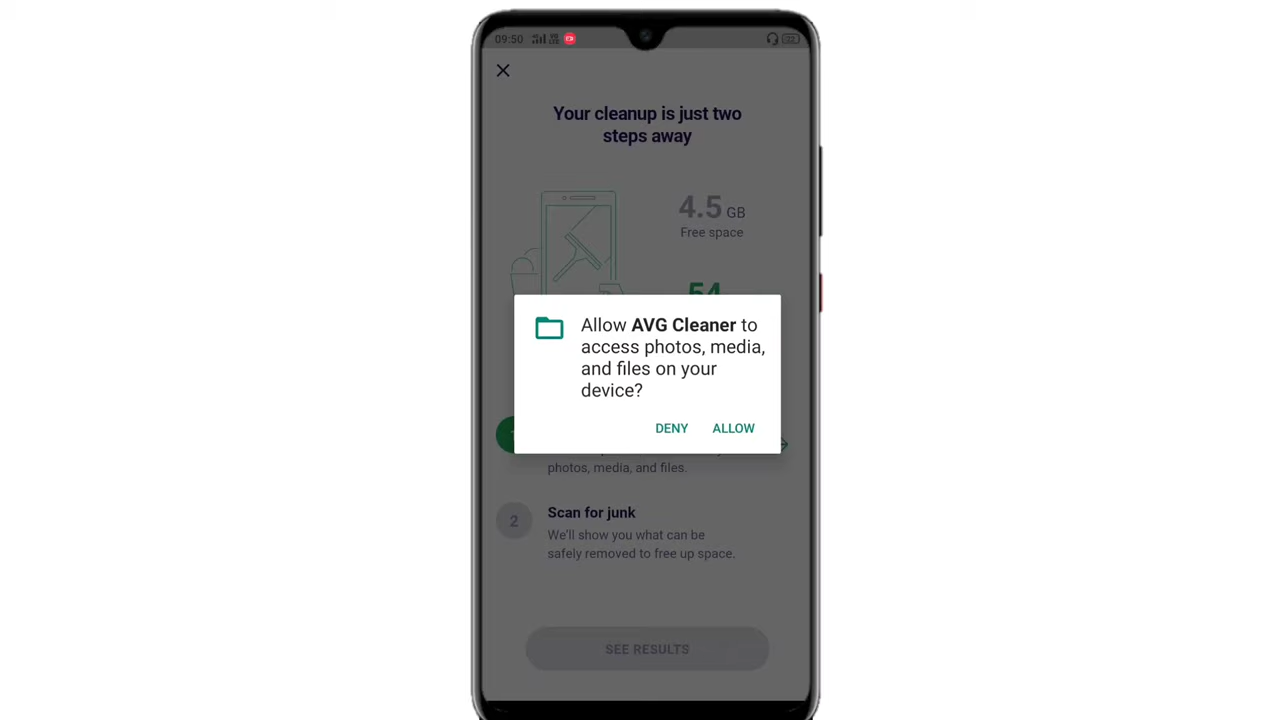 09:50
Your cleanup is just two
steps away
4.5 GB
Free space
54
Allow AVG Cleaner to
access photos, media,
and files on your
device?
DENY ALLOW
photos, media, and files.
2 Scan for junk
We'll show you what can be
safely removed to free up space.
SEE RESULTS